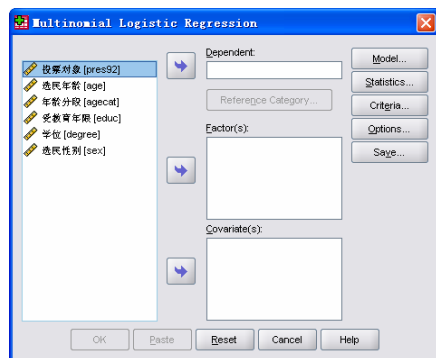 Multinomial Logistic Regression
投票对象 [pres92]
选民年龄 [age]
年龄分段 [agecat]
受教育年限 [educ]
学位 [degree]
选民性别 [sex]
Dependent:
Reference Category...
Factor(s):
Covariate(s):
Model...
Statistics...
Criteria...
Options...
Save...
OK
Paste
Reset
Cancel
Help